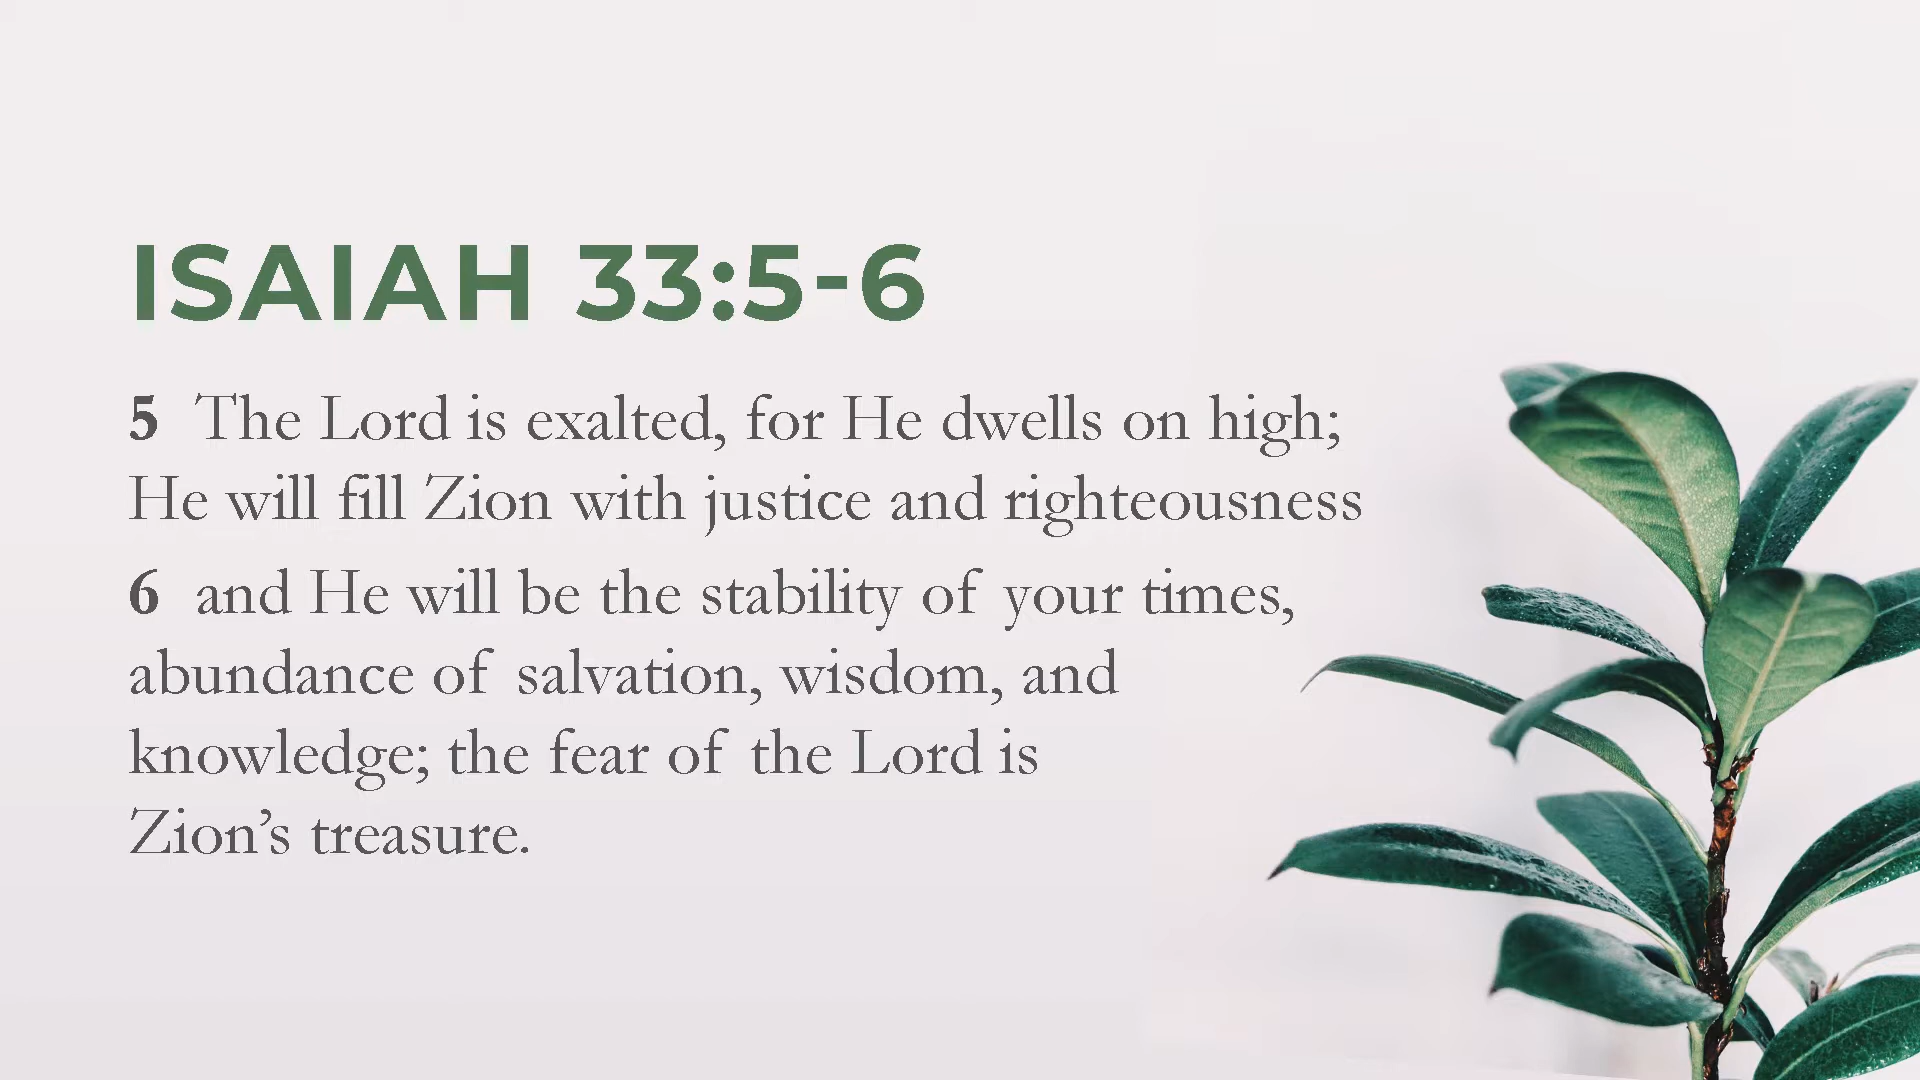 ISAIAH 33:5-6
5 The Lord is exalted, for He dwells on high;
He will fill Zion with justice and righteousness
6 and He will be the stability of your times,
abundance of salvation, wisdom, and
knowledge; the fear of the Lord is
Zion’s treasure.